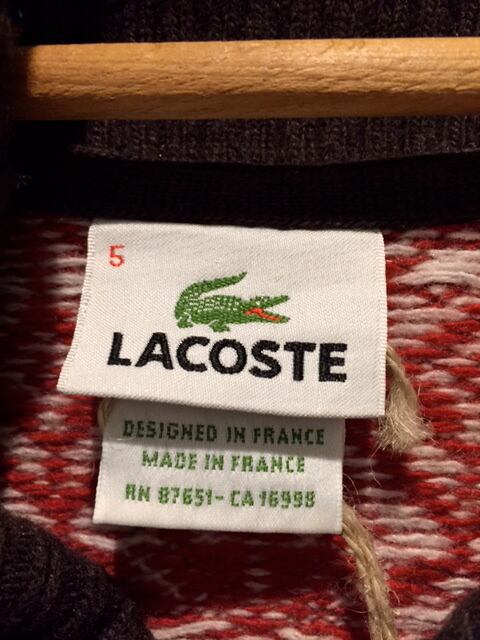 5
LACOSTE
DESIGNED IN FRANCE
MADE IN FRANCE
RN 87651-CA 16998